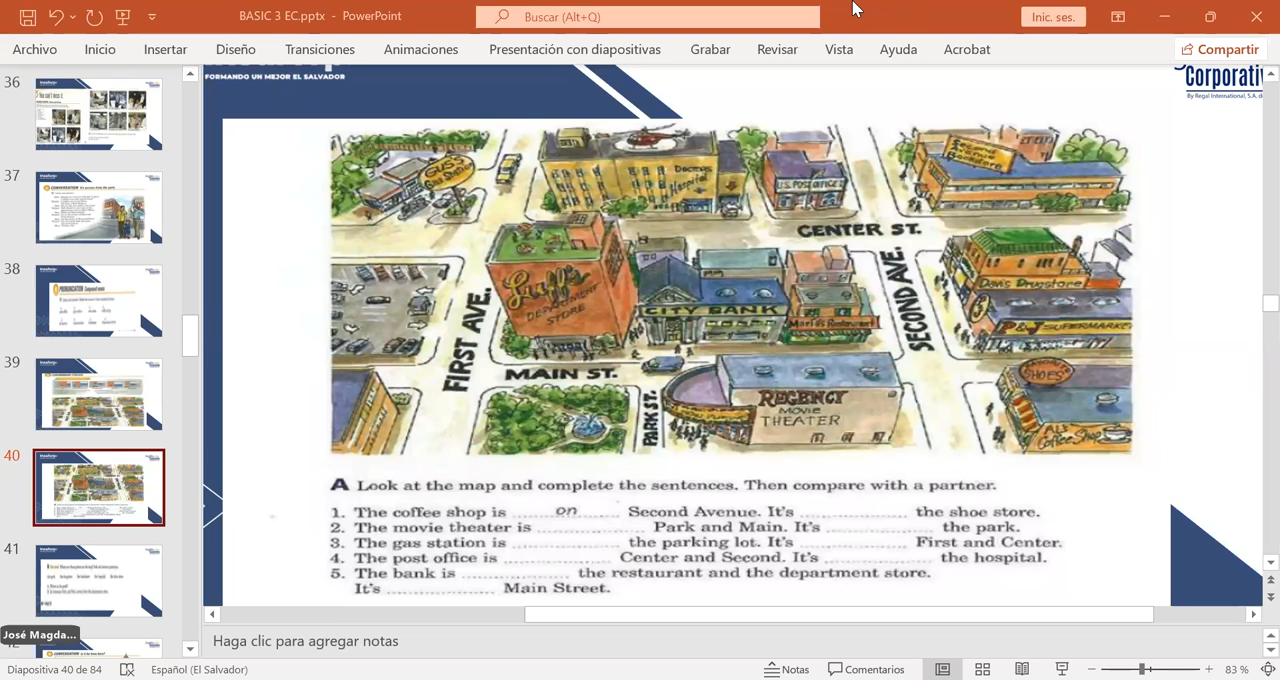 BASIC 3 EC.pptx - PowerPoint
Buscar (Alt+Q)
Inic. ses.
Archivo Inicio Insertar Diseño Transiciones Animaciones Presentación con diapositivas Grabar Revisar Vista Ayuda Acrobat
Compartir
36
37
38
39
40
41
José Magda...
FORMANDO UN MEJOR EL SALVADOR
Corporativ
By Regal International, S.A. d
GUS'S
Gas Station
Doctors
Hospital
U.S. POST OFFICE
Second
Avenue
Bookstore
CENTER ST.
FIRST AVE.
DEPARTMENT
STORE
CITY BANK
Maria's Restaurant
SECOND AVE.
Dan's Drugstore
SUPERMARKET
MAIN ST.
PARK ST.
REGENCY
MOVIE
THEATER
SHOES
Coffee Shop
A Look at the map and complete the sentences. Then compare with a partner.
1. The coffee shop is ..... on ..... Second Avenue. It's .............. the shoe store.
2. The movie theater is .............. Park and Main. It's .............. the park.
3. The gas station is .............. the parking lot. It's .............. First and Center.
4. The post office is .............. Center and Second. It's .............. the hospital.
5. The bank is .............. the restaurant and the department store.
It's .............. Main Street.
Haga clic para agregar notas
Diapositiva 40 de 84 Español (El Salvador) Notas Comentarios 83 %